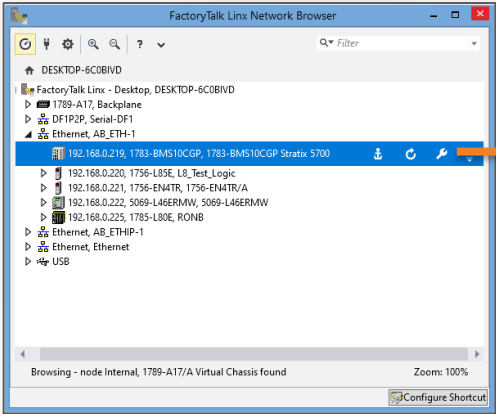 FactoryTalk Linx Network Browser
? Filter
DESKTOP-6C0BIVD
FactoryTalk Linx - Desktop, DESKTOP-6C0BIVD
1789-A17, Backplane
DF1P2P, Serial-DF1
Ethernet, AB_ETH-1
192.168.0.219, 1783-BMS10CGP, 1783-BMS10CGP Stratix 5700
192.168.0.220, 1756-L85E, L8_Test_Logic
192.168.0.221, 1756-EN4TR, 1756-EN4TR/A
192.168.0.222, 5069-L46ERMW, 5069-L46ERMW
192.168.0.225, 1785-L80E, RONB
Ethernet, AB_ETHIP-1
Ethernet, Ethernet
USB
Browsing - node Internal, 1789-A17/A Virtual Chassis found Zoom: 100%
Configure Shortcut